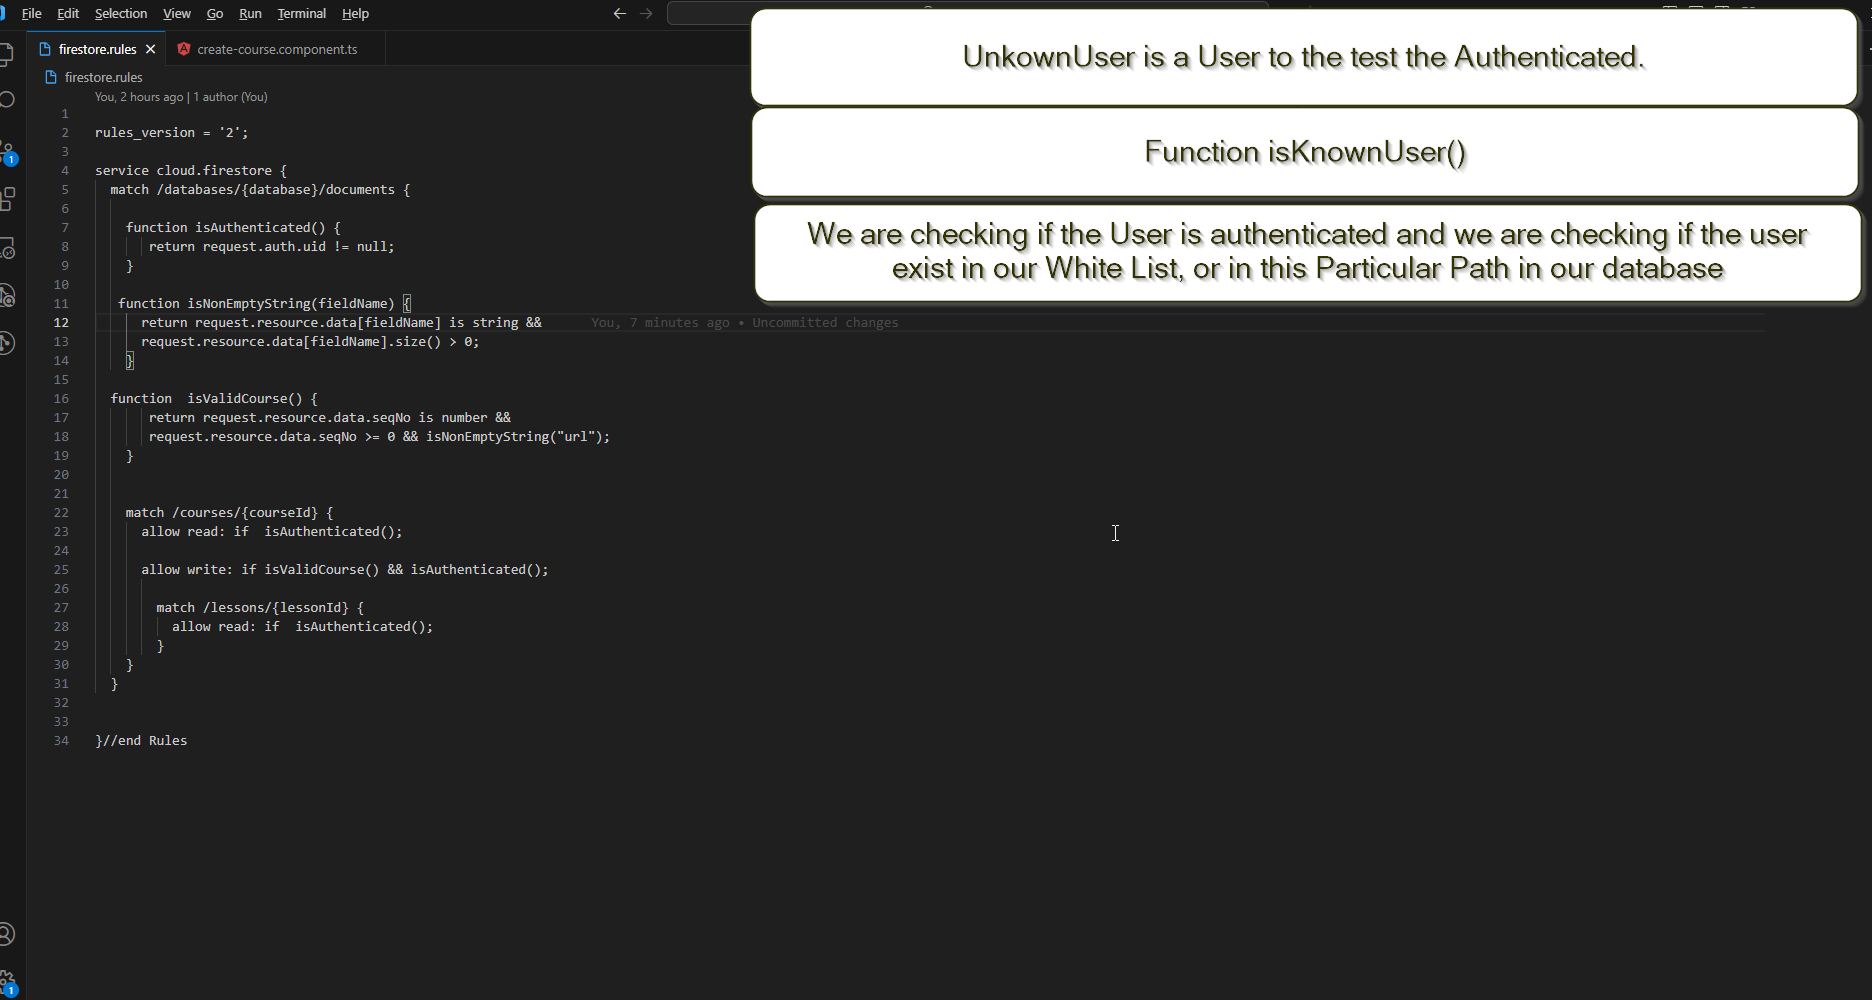 File Edit Selection View Go Run Terminal Help
firestore.rules create-course.component.ts
firestore.rules
You, 2 hours ago | 1 author (You)
UnkownUser is a User to the test the Authenticated.
Function isKnownUser()
We are checking if the User is authenticated and we are checking if the user
exist in our White List, or in this Particular Path in our database
1
2 rules_version = '2';
3
4 service cloud.firestore {
5 match /databases/{database}/documents {
6
7 function isAuthenticated() {
8 return request.auth.uid != null;
9 }
10
11 function isNonEmptyString(fieldName) {
12 return request.resource.data[fieldName] is string && You, 7 minutes ago • Uncommitted changes
13 request.resource.data[fieldName].size() > 0;
14 }
15
16 function isValidCourse() {
17 return request.resource.data.seqNo is number &&
18 request.resource.data.seqNo >= 0 && isNonEmptyString("url");
19 }
20
21
22 match /courses/{courseId} {
23 allow read: if isAuthenticated();
24
25 allow write: if isValidCourse() && isAuthenticated();
26
27 match /lessons/{lessonId} {
28 allow read: if isAuthenticated();
29 }
30 }
31 }
32
33
34 }//end Rules
1
1